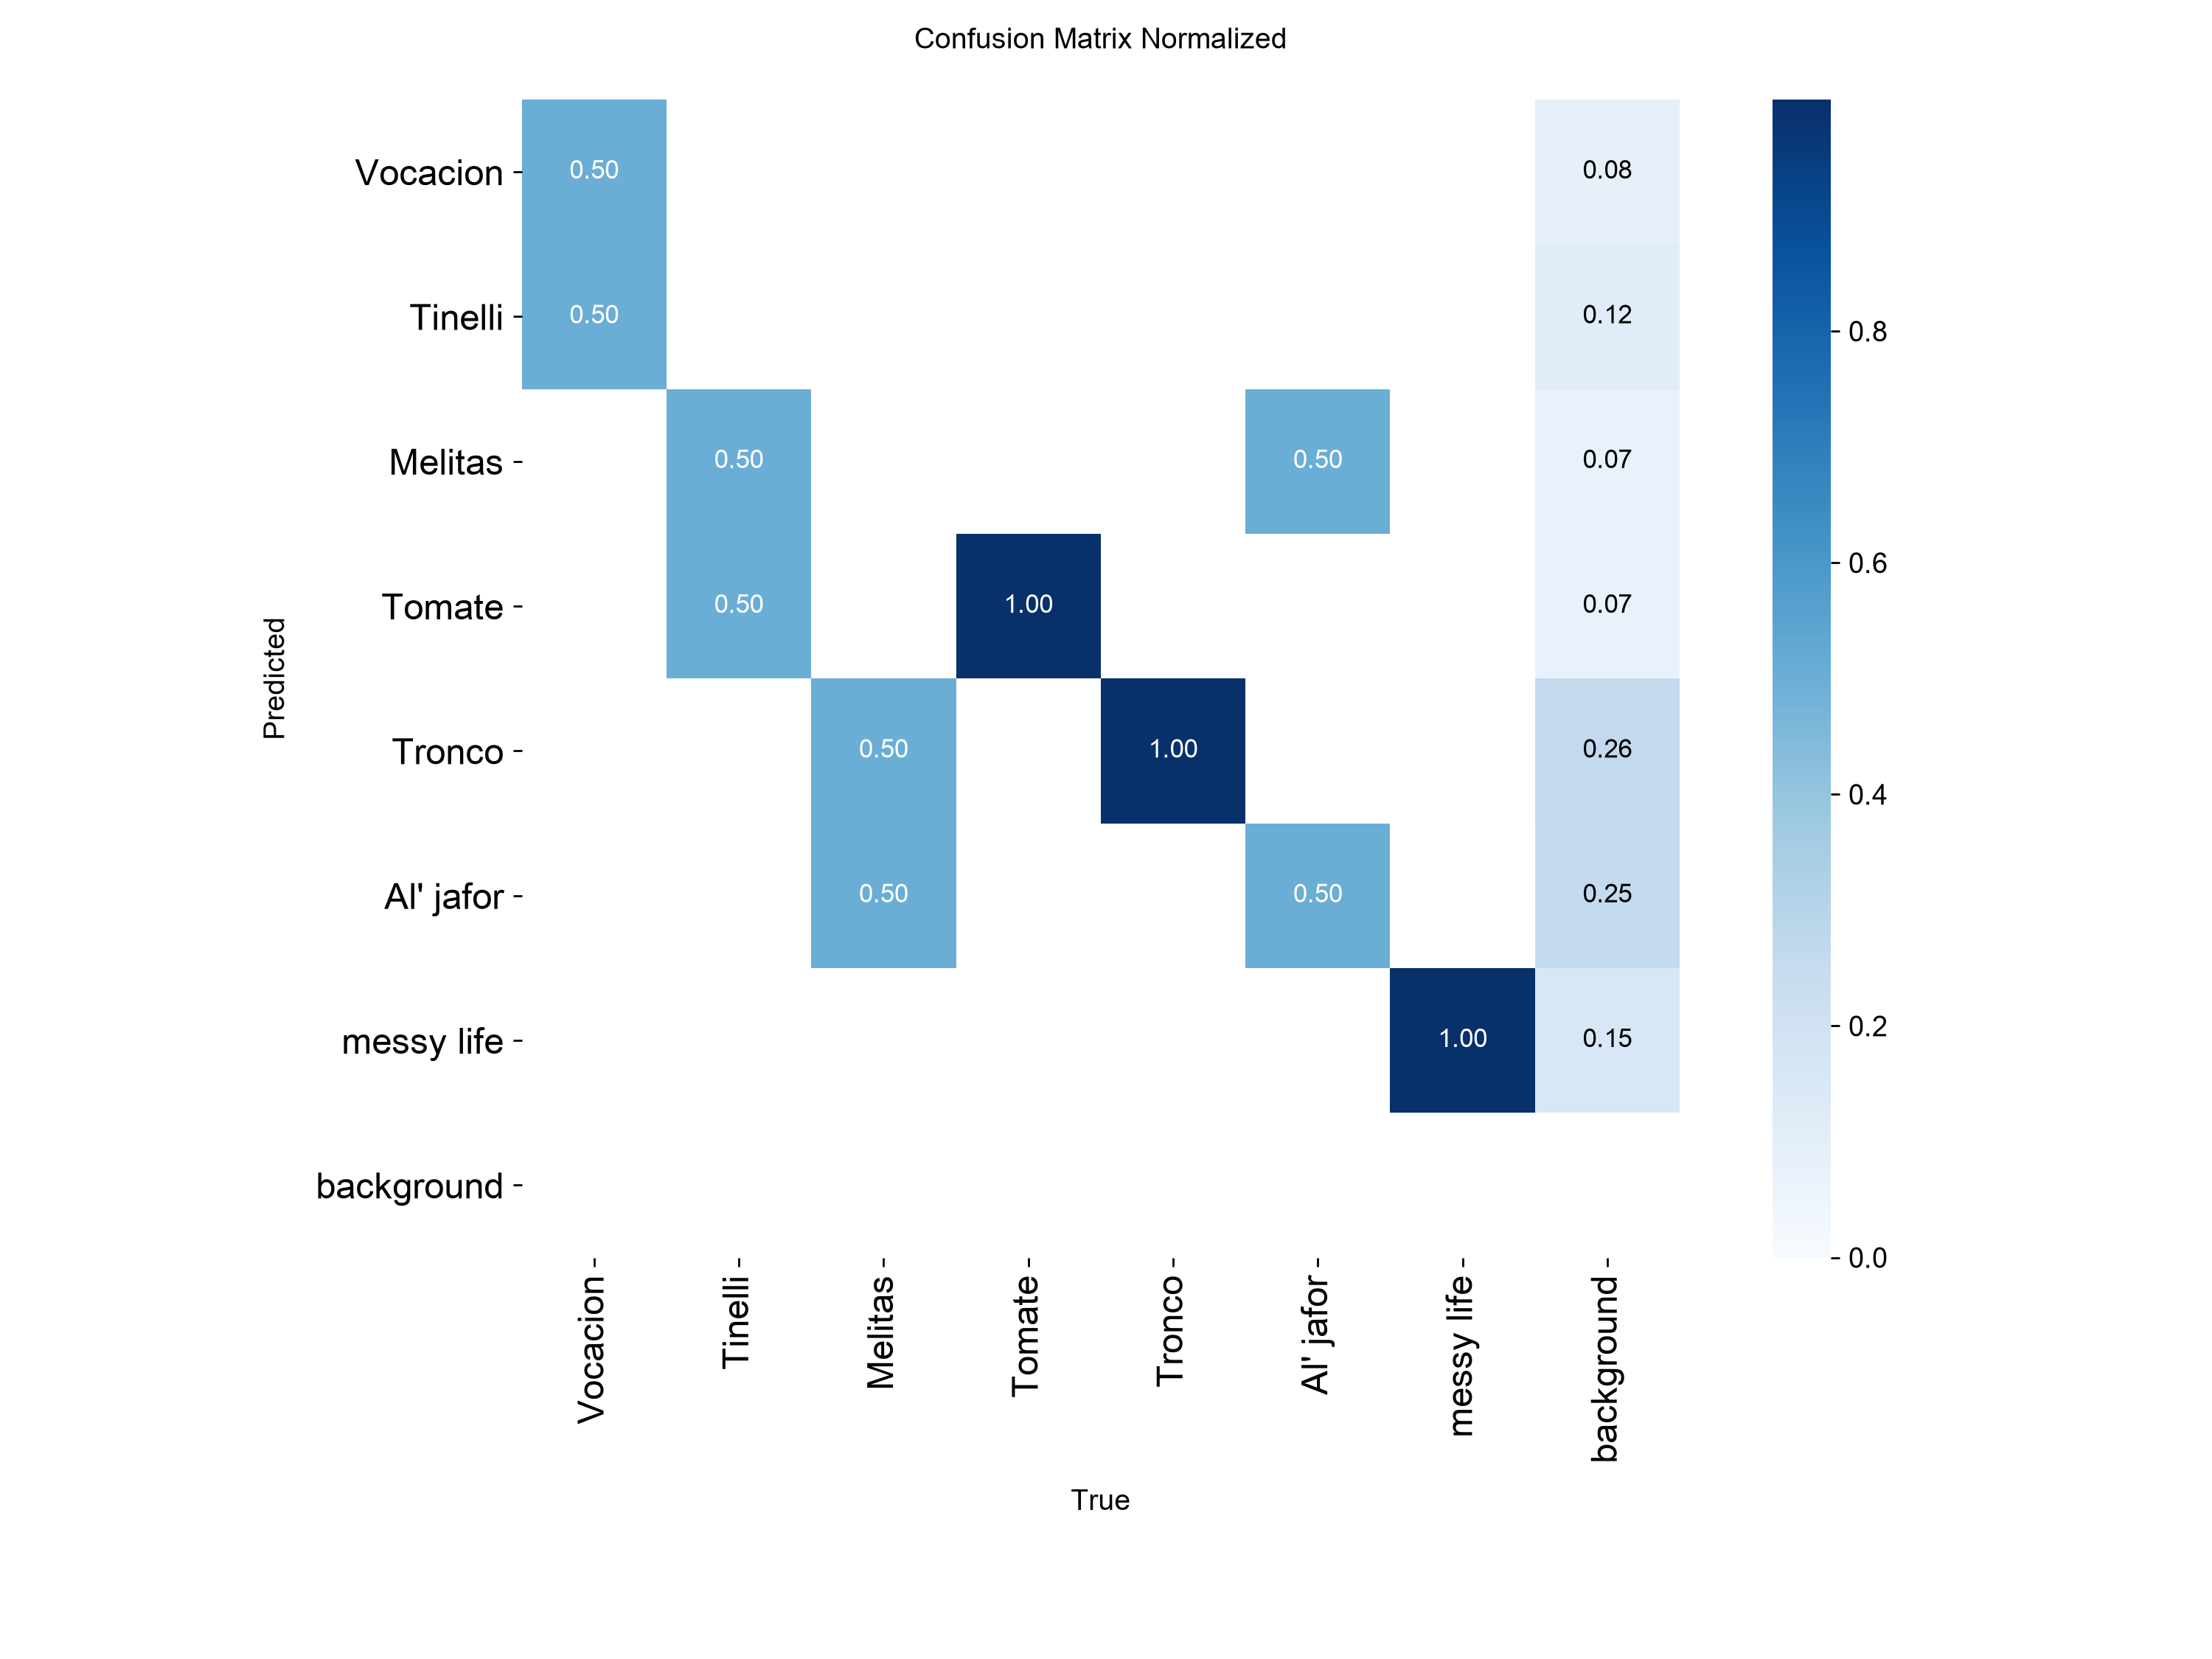 Confusion Matrix Normalized
Vocacion
0.50
0.08
Tinelli
0.50
0.12
0.8
Melitas
0.50
0.50
0.07
0.6
Tomate
0.50
1.00
0.07
Predicted
Tronco
0.50
1.00
0.26
0.4
Al' jafor
0.50
0.50
0.25
messy life
1.00
0.15
0.2
background
0.0
Vocacion
Tinelli
Melitas
Tomate
Tronco
Al' jafor
messy life
background
True